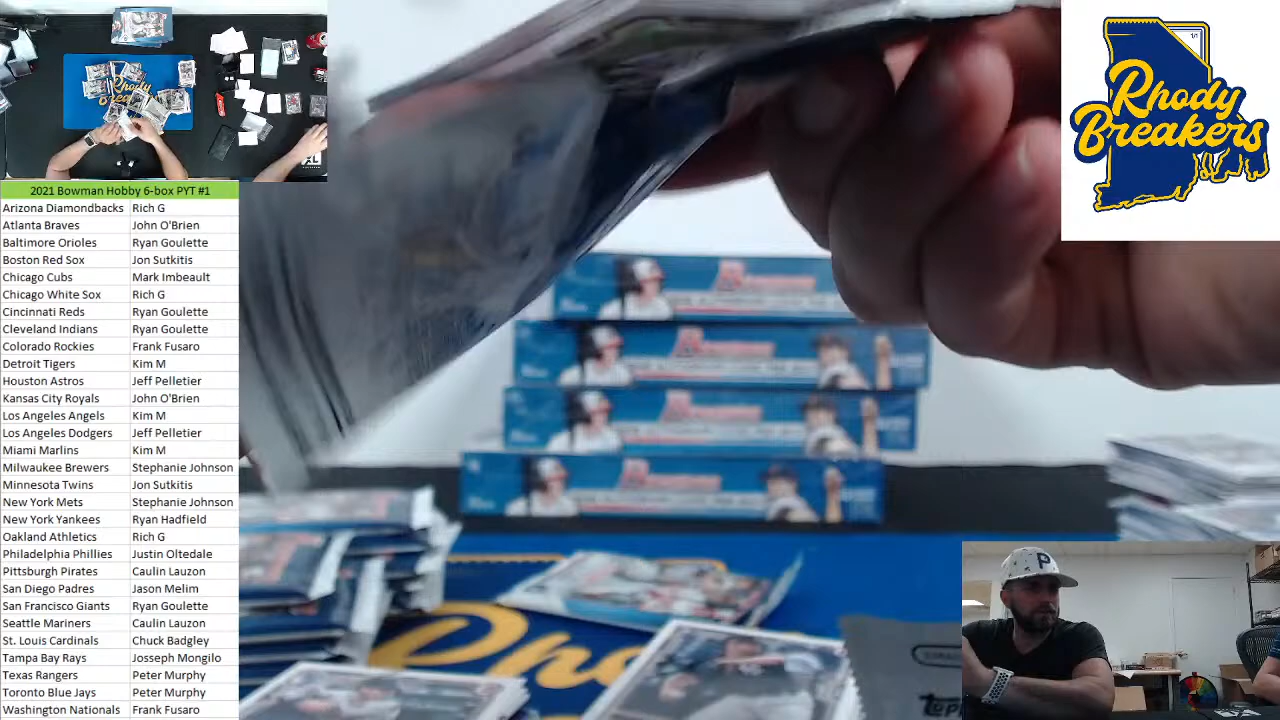 2021 Bowman Hobby 6-box PYT #1
Arizona Diamondbacks Rich G
Atlanta Braves John O'Brien
Baltimore Orioles Ryan Goulette
Boston Red Sox Jon Sutkitis
Chicago Cubs Mark Imbeault
Chicago White Sox Rich G
Cincinnati Reds Ryan Goulette
Cleveland Indians Ryan Goulette
Colorado Rockies Frank Fusaro
Detroit Tigers Kim M
Houston Astros Jeff Pelletier
Kansas City Royals John O'Brien
Los Angeles Angels Kim M
Los Angeles Dodgers Jeff Pelletier
Miami Marlins Kim M
Milwaukee Brewers Stephanie Johnson
Minnesota Twins Jon Sutkitis
New York Mets Stephanie Johnson
New York Yankees Ryan Hadfield
Oakland Athletics Rich G
Philadelphia Phillies Justin Oltedale
Pittsburgh Pirates Caulin Lauzon
San Diego Padres Jason Melim
San Francisco Giants Ryan Goulette
Seattle Mariners Caulin Lauzon
St. Louis Cardinals Chuck Badgley
Tampa Bay Rays Josseph Mongilo
Texas Rangers Peter Murphy
Toronto Blue Jays Peter Murphy
Washington Nationals Frank Fusaro
Rhody
Breakers
1/1
Bowman
Bowman
Bowman
Bowman
Rho
P